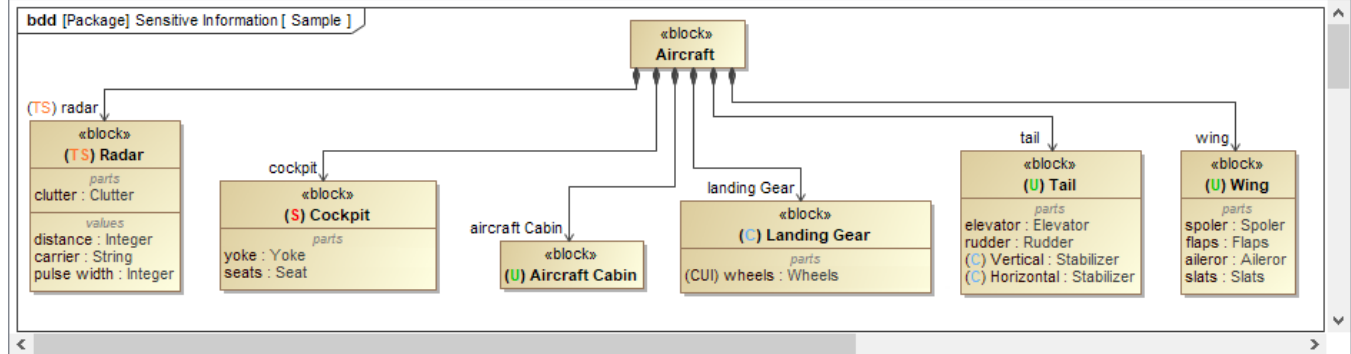 bdd [Package] Sensitive Information [ Sample ]
«block»
Aircraft
(TS) radar
«block»
(TS) Radar
parts
clutter : Clutter
values
distance : Integer
carrier : String
pulse width : Integer
cockpit
«block»
(S) Cockpit
parts
yoke : Yoke
seats : Seat
aircraft Cabin
«block»
(U) Aircraft Cabin
landing Gear
«block»
(C) Landing Gear
parts
(CUI) wheels : Wheels
tail
«block»
(U) Tail
parts
elevator : Elevator
rudder : Rudder
(C) Vertical : Stabilizer
(C) Horizontal : Stabilizer
wing
«block»
(U) Wing
parts
spoler : Spoler
flaps : Flaps
aileror : Aileror
slats : Slats